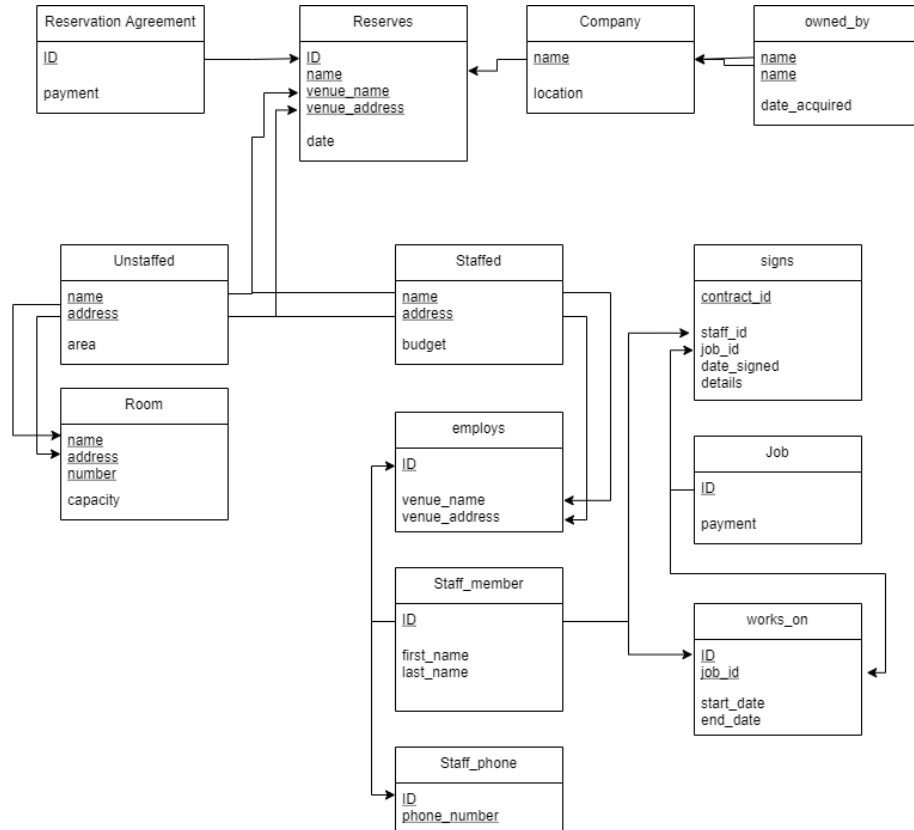 Reservation Agreement
ID
payment
Reserves
ID
name
venue_name
venue_address
date
Company
name
location
owned_by
name
name
date_acquired
Unstaffed
name
address
area
Staffed
name
address
budget
signs
contract_id
staff_id
job_id
date_signed
details
Room
name
address
number
capacity
employs
ID
venue_name
venue_address
Job
ID
payment
Staff_member
ID
first_name
last_name
works_on
ID
job_id
start_date
end_date
Staff_phone
ID
phone_number